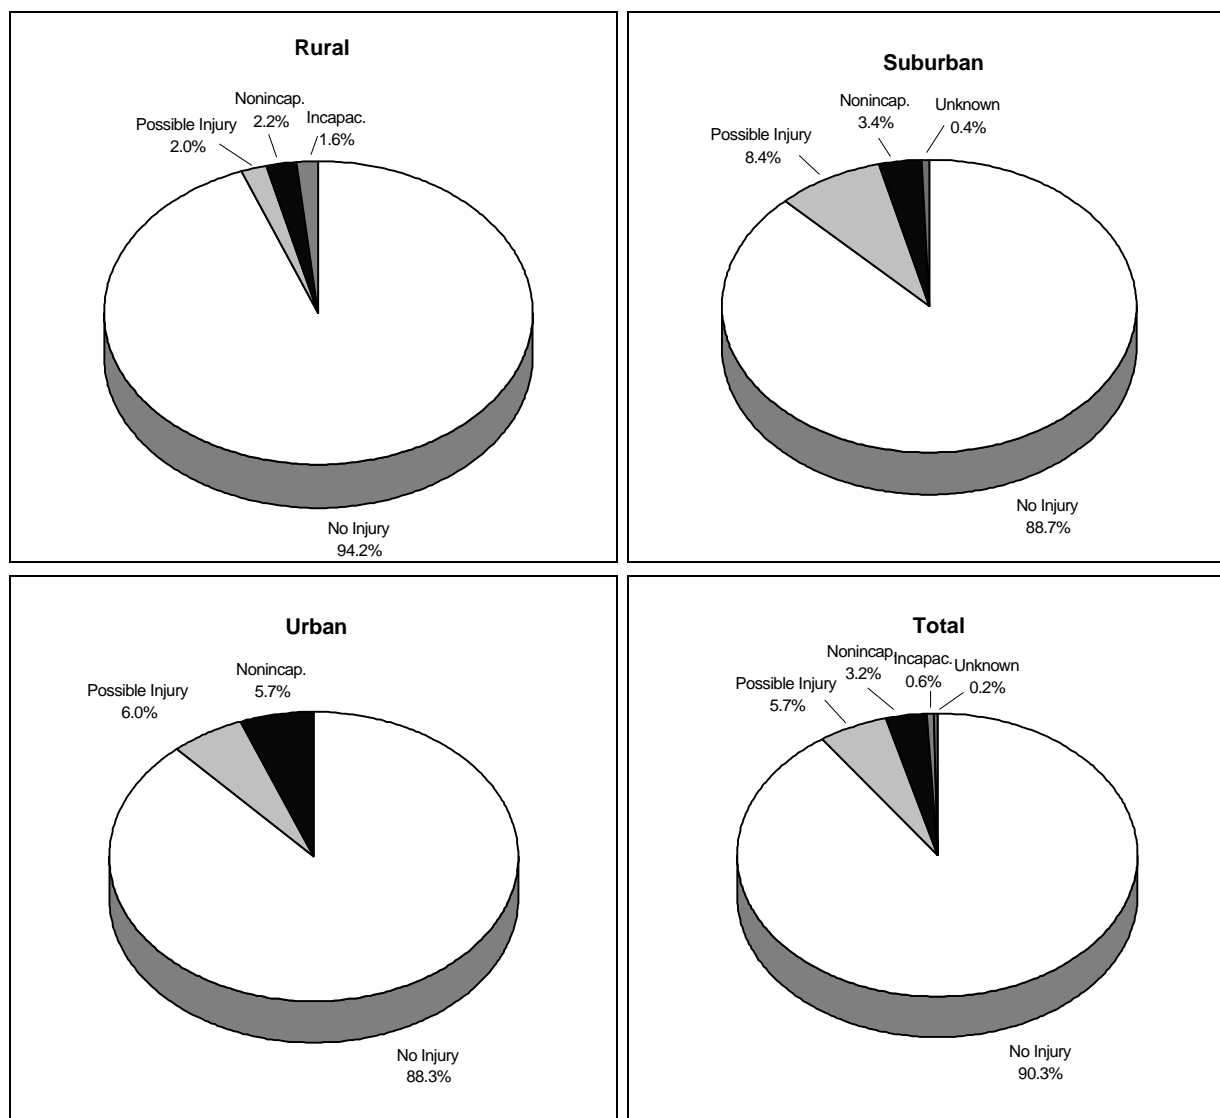 Rural
Possible Injury
2.0%
Nonincap.
2.2%
Incapac.
1.6%
No Injury
94.2%
Suburban
Possible Injury
8.4%
Nonincap.
3.4%
Unknown
0.4%
No Injury
88.7%
Urban
Possible Injury
6.0%
Nonincap.
5.7%
No Injury
88.3%
Total
Possible Injury
5.7%
Nonincap.
3.2%
Incapac.
0.6%
Unknown
0.2%
No Injury
90.3%